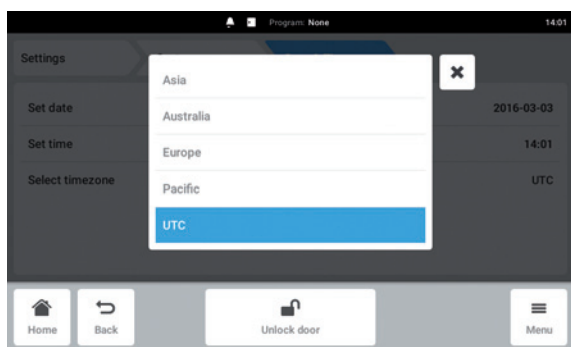 Program: None
14:01
Settings
Asia
Set date
2016-03-03
Australia
Set time
14:01
Europe
Select timezone
UTC
Pacific
UTC
Home
Back
Unlock door
Menu